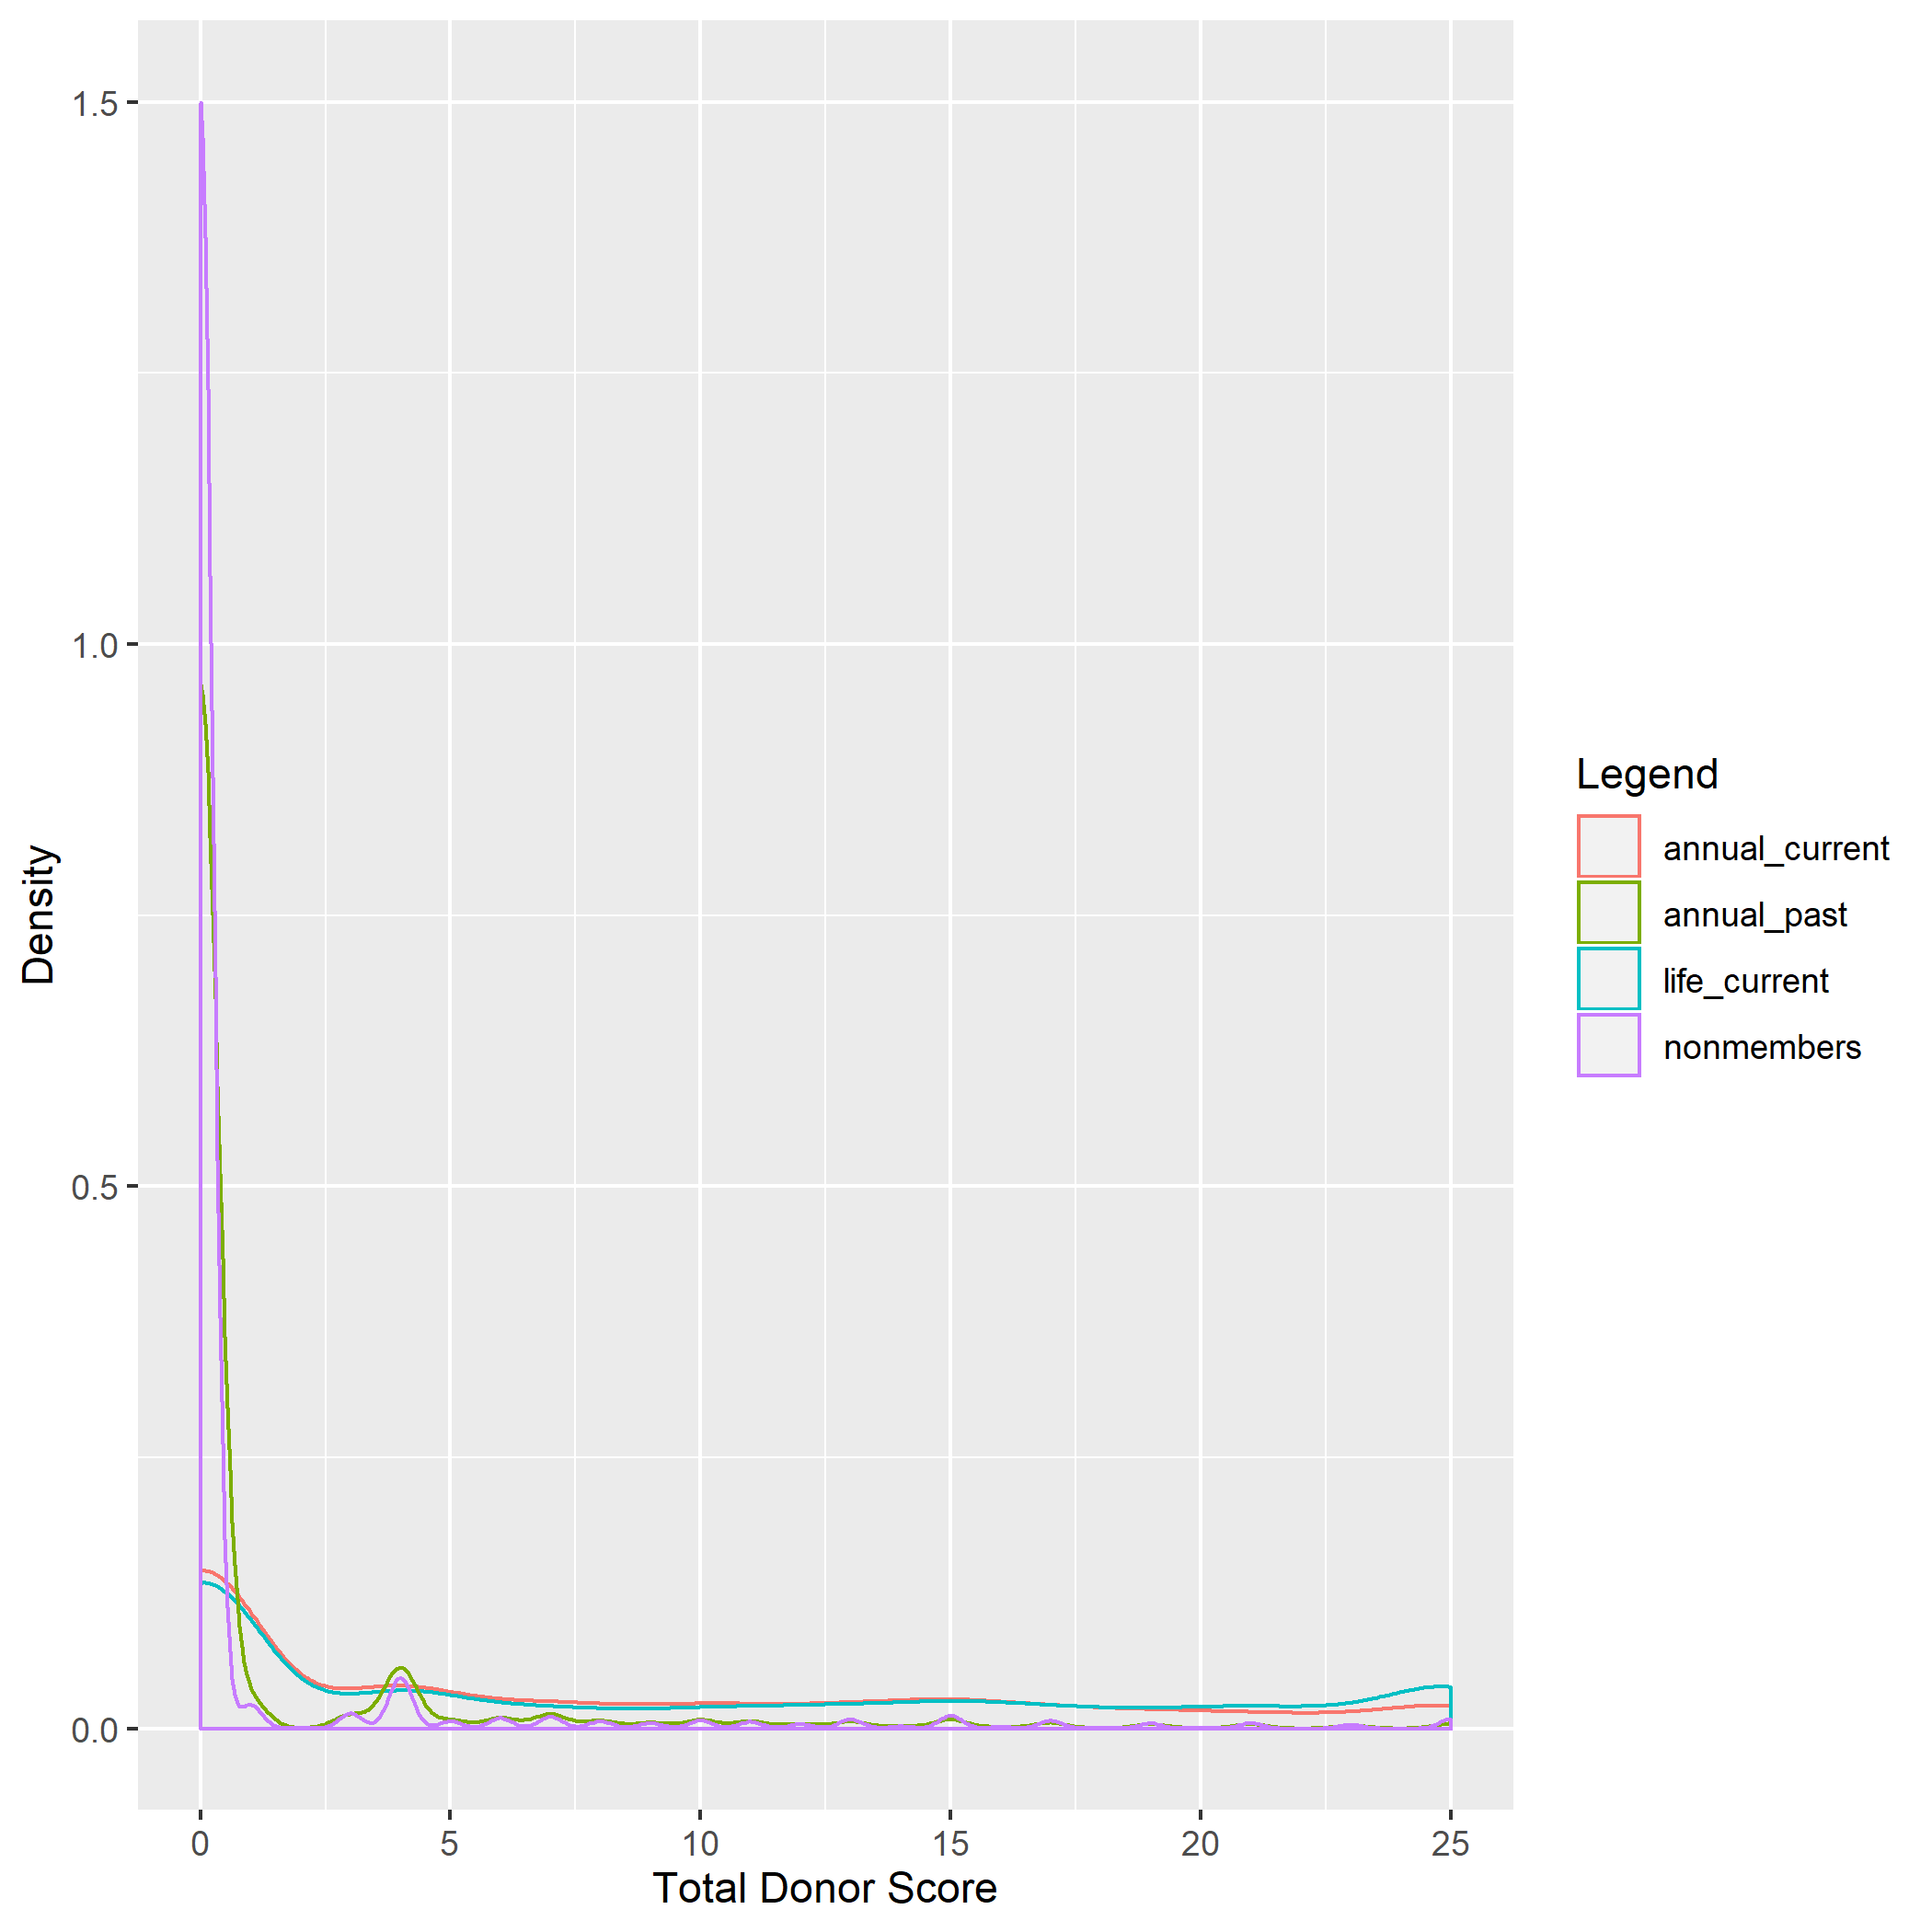 1.5
1.0
0.5
0.0
Density
0
5
10
15
20
25
Total Donor Score
Legend
annual_current
annual_past
life_current
nonmembers